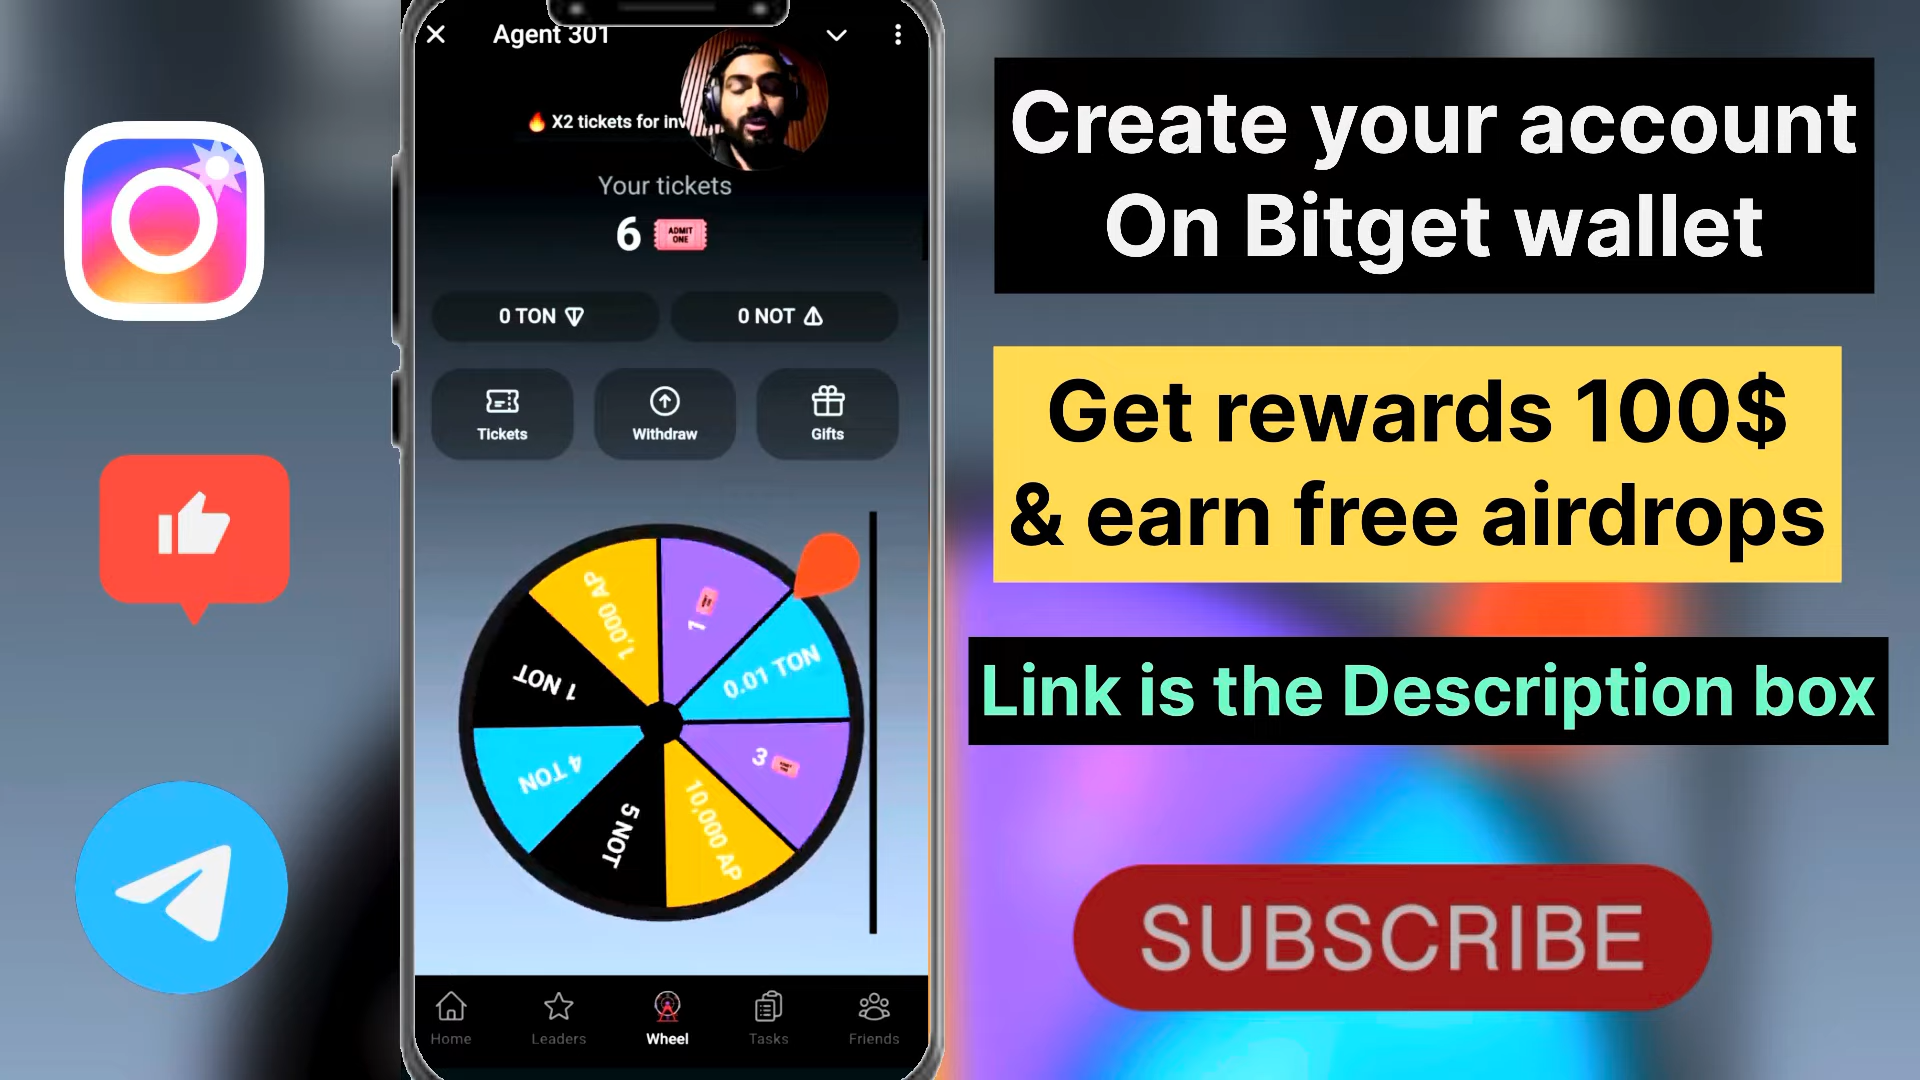 Agent 301
🔥 X2 tickets for inv
Your tickets
6
ADMIT
ONE
0 TON
0 NOT
Tickets
Withdraw
Gifts
1,000 AP
1
0.01 TON
1 NOT
3
4 TON
5 NOT
10,000 AP
Home
Leaders
Wheel
Tasks
Friends
Create your account
On Bitget wallet
Get rewards 100$
& earn free airdrops
Link is the Description box
SUBSCRIBE